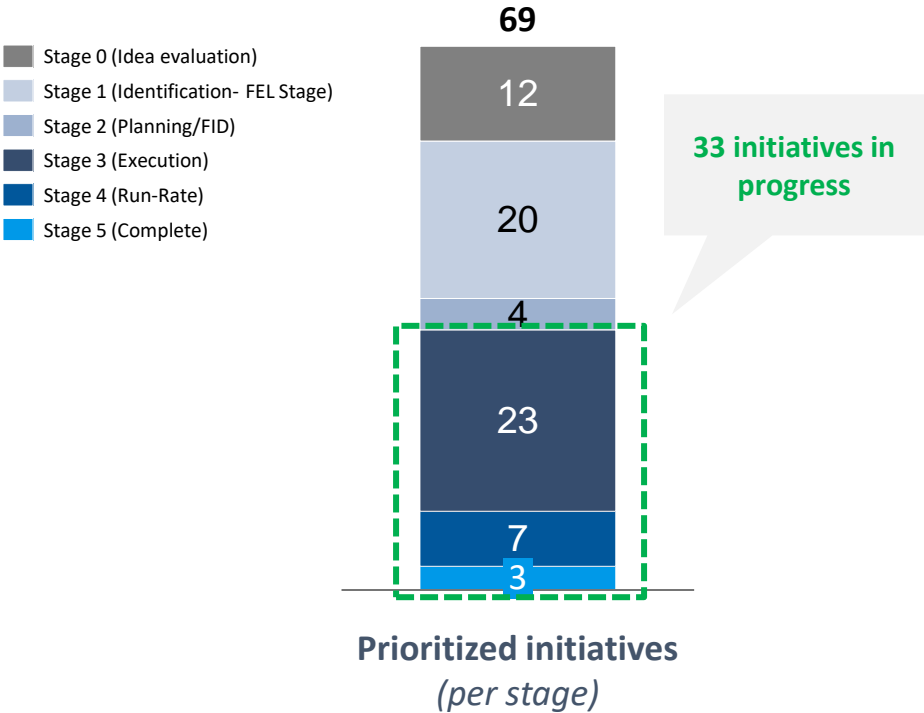 69
Stage 0 (Idea evaluation)
Stage 1 (Identification- FEL Stage)
Stage 2 (Planning/FID)
Stage 3 (Execution)
Stage 4 (Run-Rate)
Stage 5 (Complete)
12
20
4
23
7
3
33 initiatives in
progress
Prioritized initiatives
(per stage)